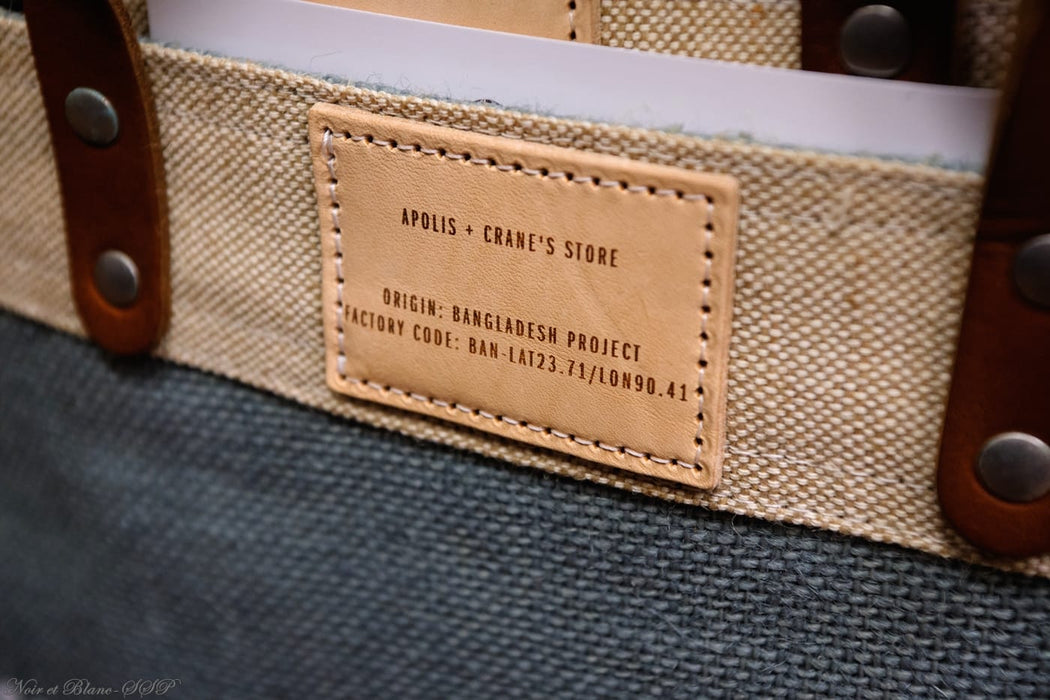 APOLIS + CRANE'S STORE
ORIGIN: BANGLADESH PROJECT
FACTORY CODE: BAN-LAT23.71/LON90.41
Noir et Blanc-SSP